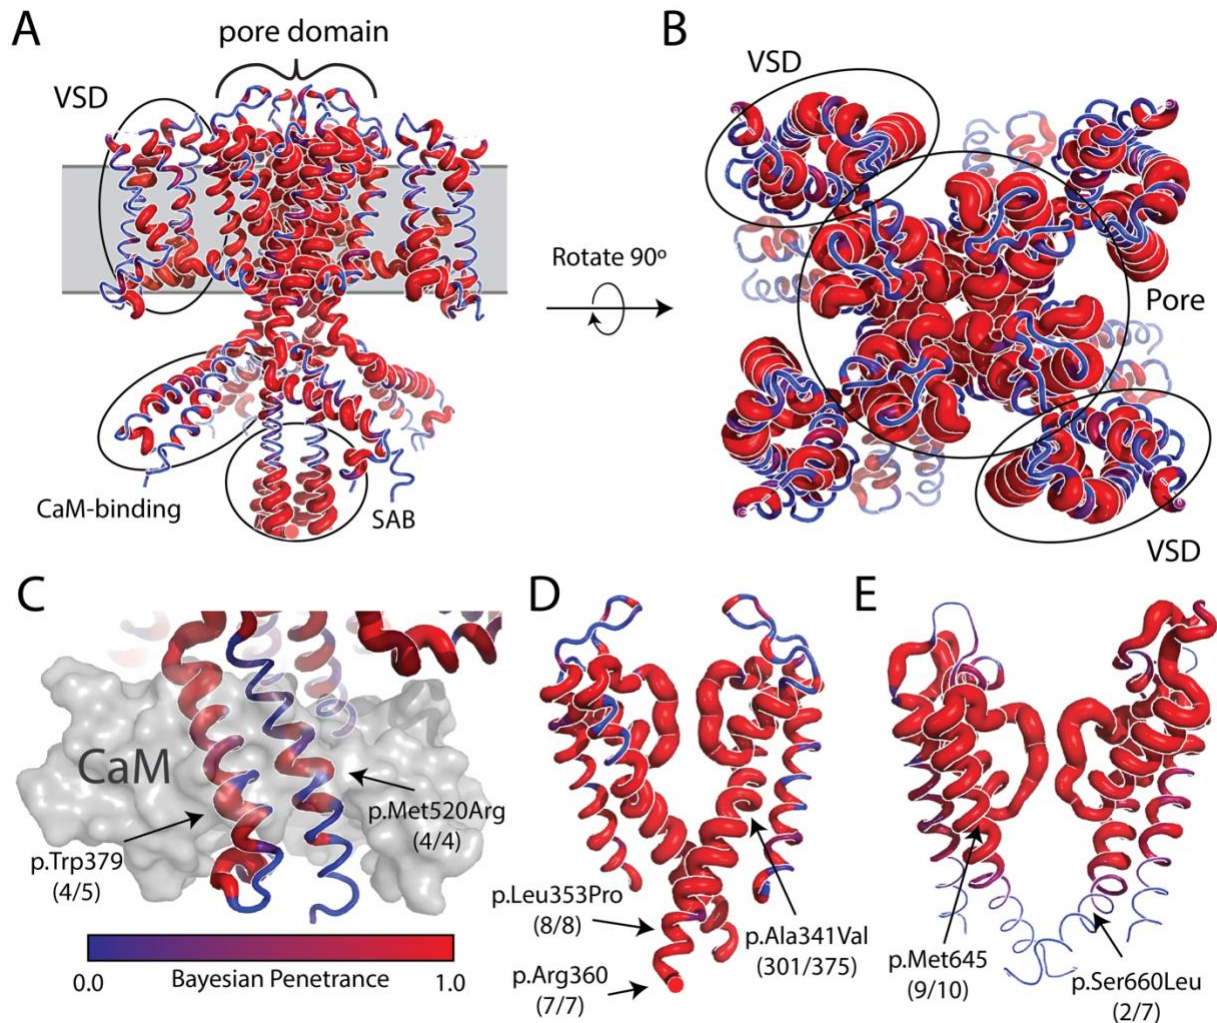 A
pore domain
VSD
CaM-binding
SAB
Rotate 90º
B
VSD
Pore
VSD
C
CaM
p.Trp379
(4/5)
p.Met520Arg
(4/4)
0.0
Bayesian Penetrance
1.0
D
p.Leu353Pro
(8/8)
p.Arg360
(7/7)
p.Ala341Val
(301/375)
E
p.Met645
(9/10)
p.Ser660Leu
(2/7)